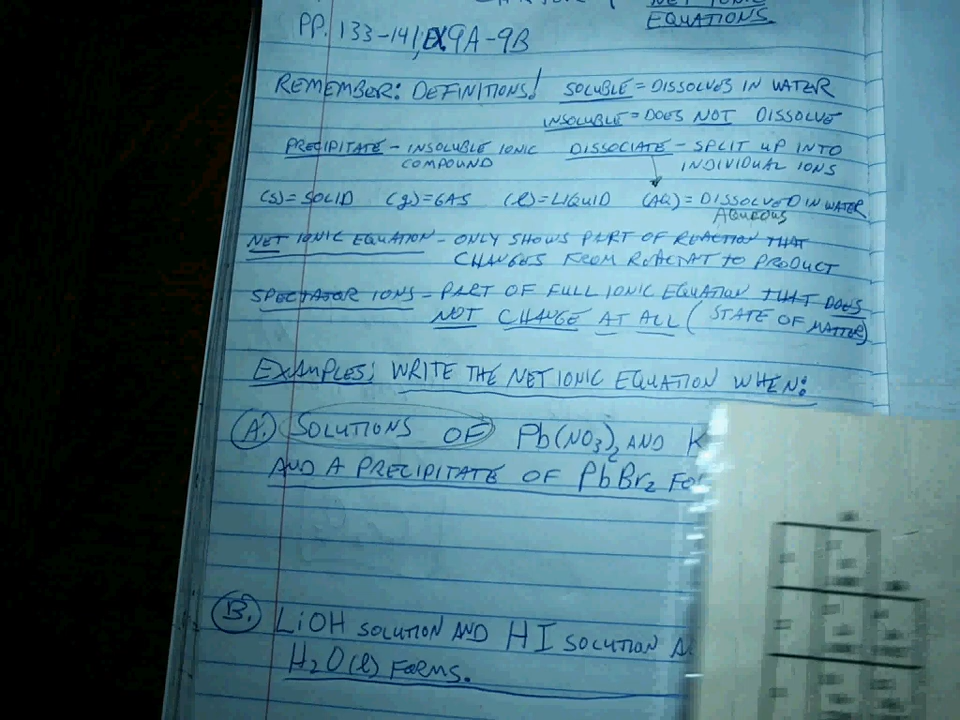 NET IONIC
EQUATIONS
PP. 133-141; EX 9A-9B
REMEMBER: DEFINITIONS! SOLUBLE = DISSOLVES IN WATER
INSOLUBLE = DOES NOT DISSOLVE
PRECIPITATE - INSOLUBLE IONIC DISSOCIATE - SPLIT UP INTO
COMPOUND INDIVIDUAL IONS
(s) = SOLID (g) = GAS (l) = LIQUID (AQ) = DISSOLVED IN WATER
AQUEOUS
NET IONIC EQUATION - ONLY SHOWS PART OF REACTION THAT
CHANGES FROM REACTAT TO PRODUCT
SPECTATOR IONS - PART OF FULL IONIC EQUATION THAT DOES
NOT CHANGE AT ALL (STATE OF MATTER)
EXAMPLES; WRITE THE NET IONIC EQUATION WHEN:
A. SOLUTIONS OF Pb(NO3)2 AND K
AND A PRECIPITATE OF PbBr2 FO
B. LiOH SOLUTION AND HI SOLUTION A
H2O(l) FORMS.